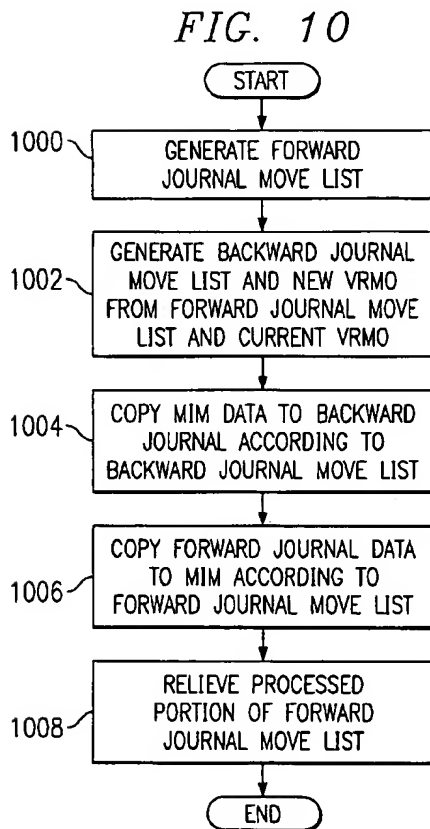 FIG. 10
START
1000
GENERATE FORWARD
JOURNAL MOVE LIST
1002
GENERATE BACKWARD JOURNAL
MOVE LIST AND NEW VRMO
FROM FORWARD JOURNAL MOVE
LIST AND CURRENT VRMO
1004
COPY MIM DATA TO BACKWARD
JOURNAL ACCORDING TO
BACKWARD JOURNAL MOVE LIST
1006
COPY FORWARD JOURNAL DATA
TO MIM ACCORDING TO
FORWARD JOURNAL MOVE LIST
1008
RELIEVE PROCESSED
PORTION OF FORWARD
JOURNAL MOVE LIST
END